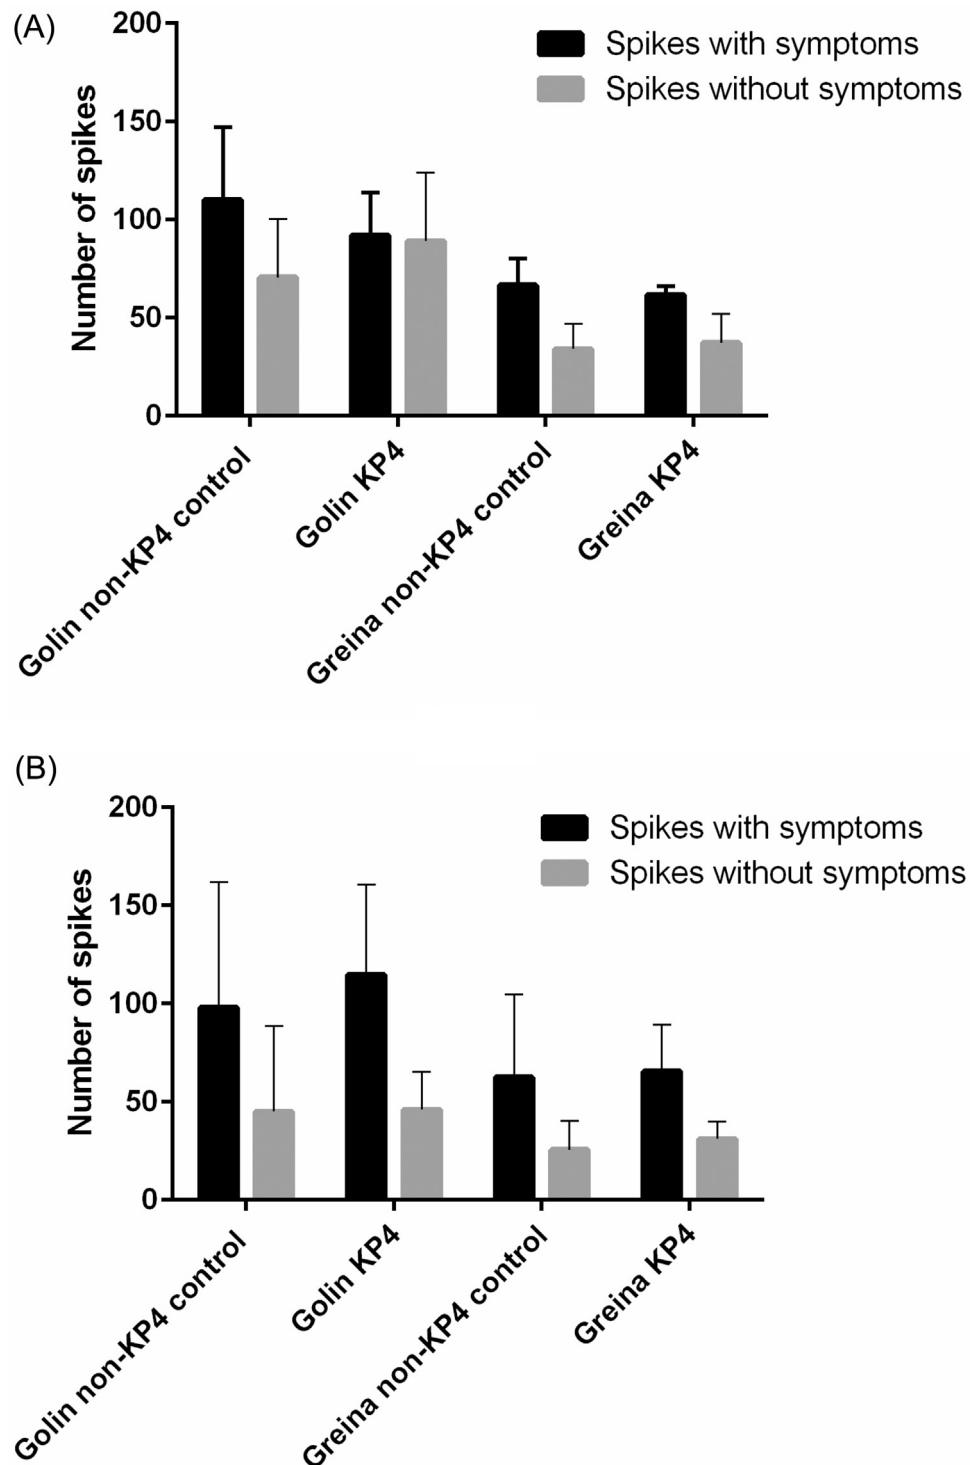 (A)
200
Spikes with symptoms
Spikes without symptoms
150
100
50
0
Number of spikes
Golin non-KP4 control
Golin KP4
Greina non-KP4 control
Greina KP4
(B)
200
Spikes with symptoms
Spikes without symptoms
150
100
50
0
Number of spikes
Golin non-KP4 control
Golin KP4
Greina non-KP4 control
Greina KP4